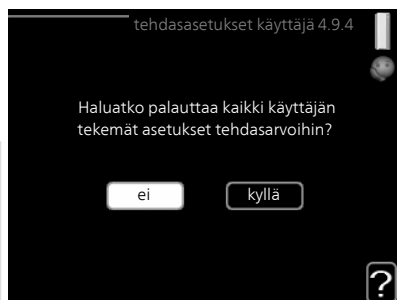 tehdasasetukset käyttäjä 4.9.4
Haluatko palauttaa kaikki käyttäjän
tekemät asetukset tehdasarvoihin?
ei
kyllä
?